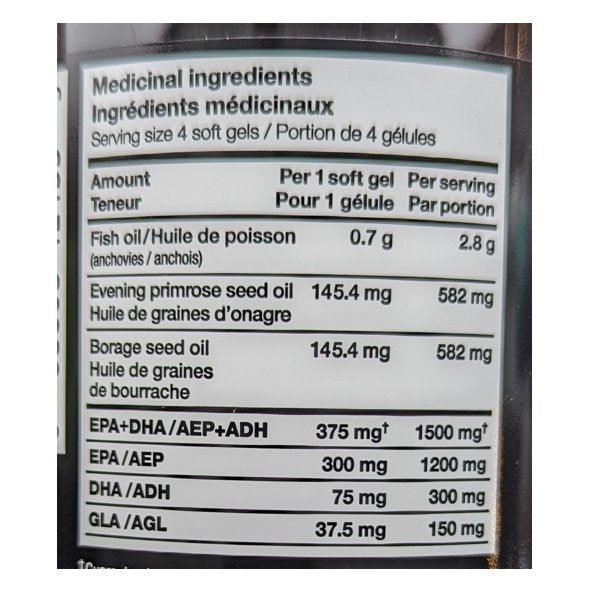 Medicinal ingredients
Ingrédients médicinaux
Serving size 4 soft gels / Portion de 4 gélules
Amount Per 1 soft gel Per serving
Teneur Pour 1 gélule Par portion
Fish oil/Huile de poisson 0.7 g 2.8 g
(anchovies / anchois)
Evening primrose seed oil 145.4 mg 582 mg
Huile de graines d'onagre
Borage seed oil 145.4 mg 582 mg
Huile de graines
de bourrache
EPA+DHA/AEP+ADH 375 mg† 1500 mg†
EPA/AEP 300 mg 1200 mg
DHA/ADH 75 mg 300 mg
GLA/AGL 37.5 mg 150 mg